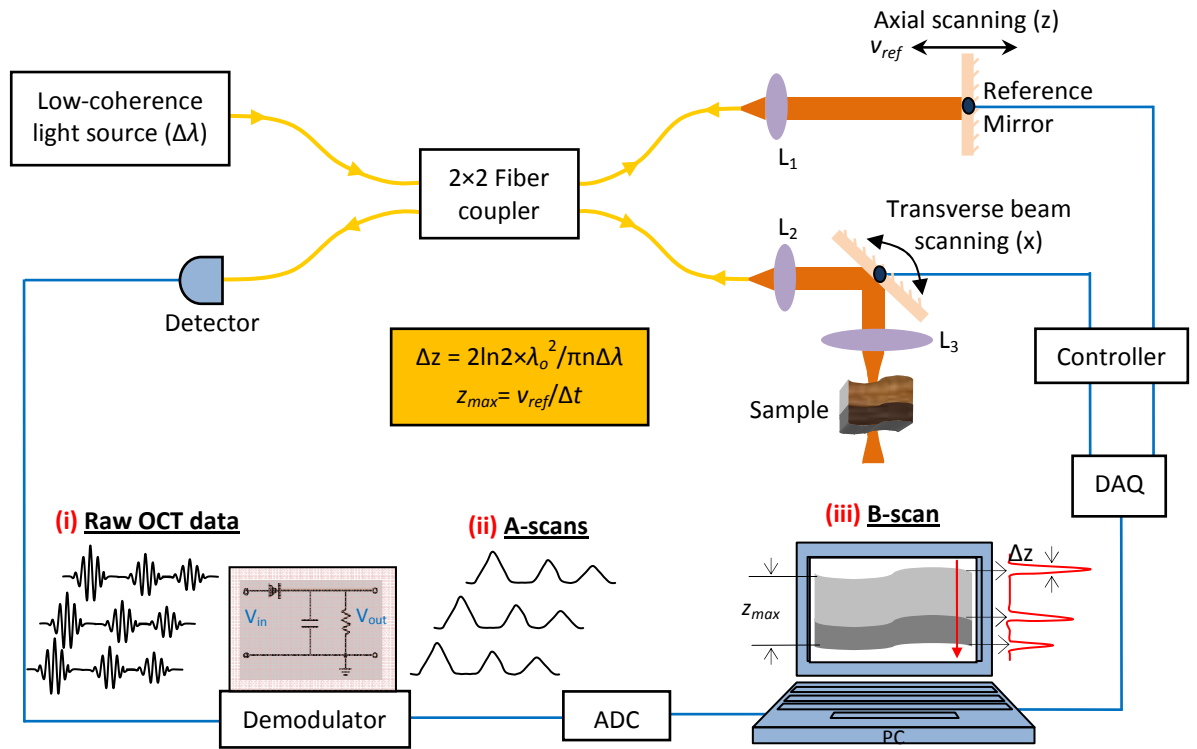 Axial scanning (z)
v_ref
Low-coherence
light source (Δλ)
Reference
Mirror
L₁
2×2 Fiber
coupler
Transverse beam
scanning (x)
L₂
Detector
L₃
Controller
Δz = 2ln2×λₒ²/πnΔλ
z_max= v_ref/Δt
Sample
DAQ
(i) Raw OCT data
(ii) A-scans
(iii) B-scan
Δz
V_in
V_out
z_max
Demodulator
ADC
PC